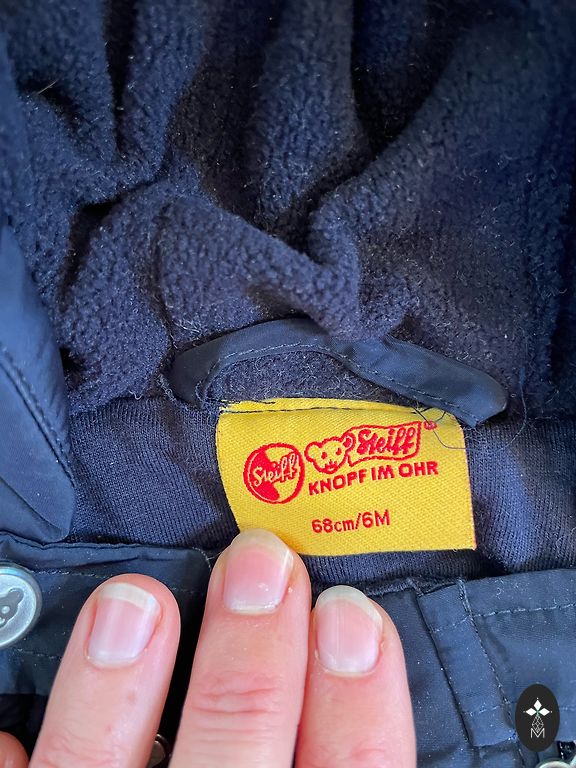 Steiff
Steiff®
KNOPF IM OHR
68cm/6M